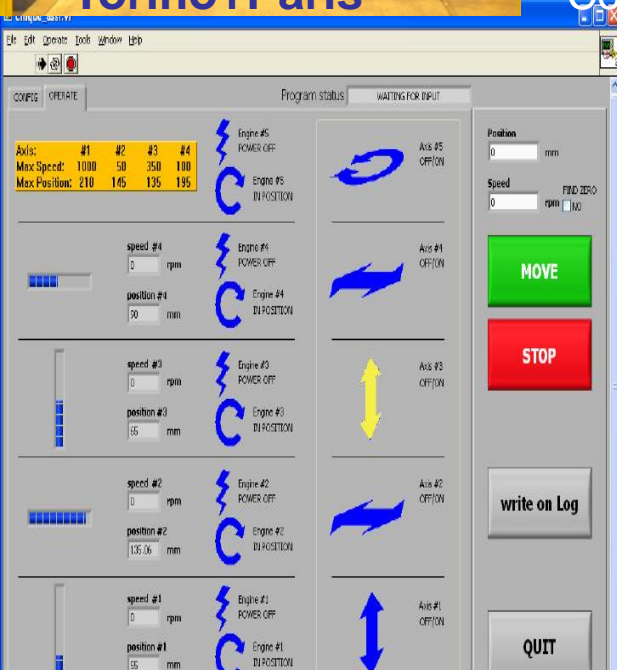 Torino+Paris
File Edit Operate Tools Window Help
CONFIG OPERATE
Program status WAITING FOR INPUT
Axis: #1 #2 #3 #4
Max Speed: 1000 50 350 100
Max Position: 210 145 135 195
Engine #5
POWER OFF
Engine #5
IN POSITION
Axis #5
OFF/ON
Position
0 mm
Speed
0 rpm
FIND ZERO
NO
speed #4
0 rpm
position #4
90 mm
Engine #4
POWER OFF
Engine #4
IN POSITION
Axis #4
OFF/ON
MOVE
speed #3
0 rpm
position #3
65 mm
Engine #3
POWER OFF
Engine #3
IN POSITION
Axis #3
OFF/ON
STOP
speed #2
0 rpm
position #2
135.06 mm
Engine #2
POWER OFF
Engine #2
IN POSITION
Axis #2
OFF/ON
write on Log
speed #1
0 rpm
position #1
55 mm
Engine #1
POWER OFF
Engine #1
IN POSITION
Axis #1
OFF/ON
QUIT